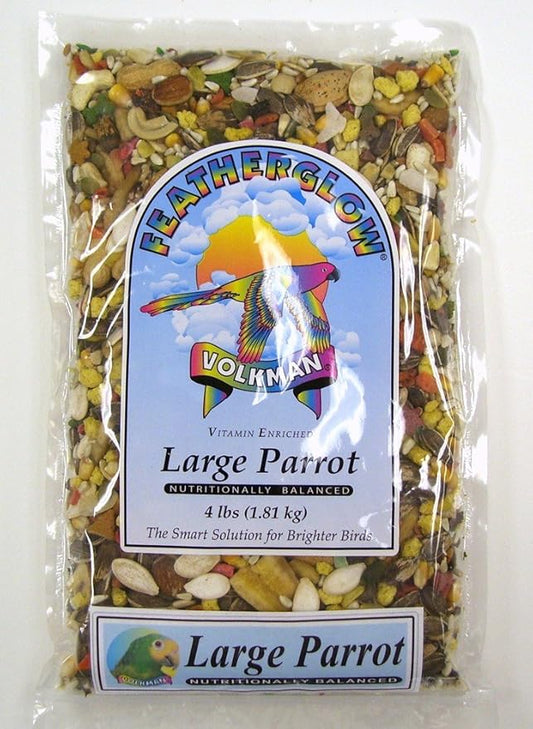 FEATHERGLOW®
VOLKMAN®
VITAMIN ENRICHED
Large Parrot
NUTRITIONALLY BALANCED
4 lbs (1.81 kg)
The Smart Solution for Brighter Birds
VOLKMAN
Large Parrot
NUTRITIONALLY BALANCED